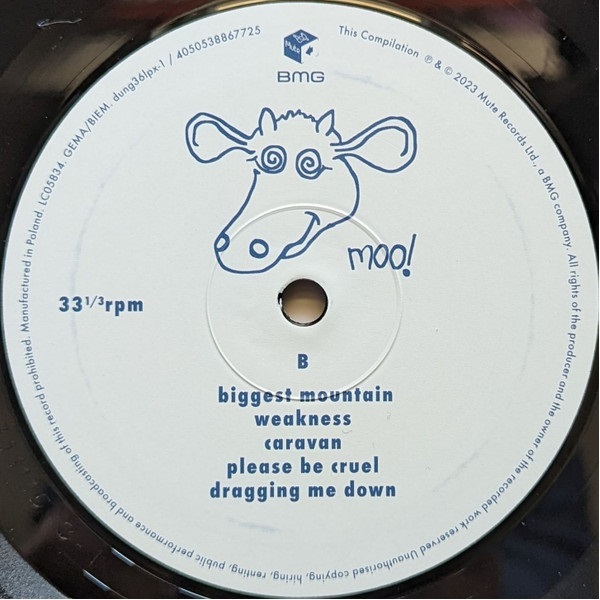 Mute
BMG
This Compilation ℗ & © 2023 Mute Records Ltd., a BMG company. All rights of the producer and the owner of the recorded work reserved Unauthorised copying, hiring, renting, public performance and broadcasting of this record prohibited. Manufactured in Poland. LC05834. GEMA/BIEM. dung36lpx-1 / 4050538867725
moo!
33 1/3 rpm
B
biggest mountain
weakness
caravan
please be cruel
dragging me down